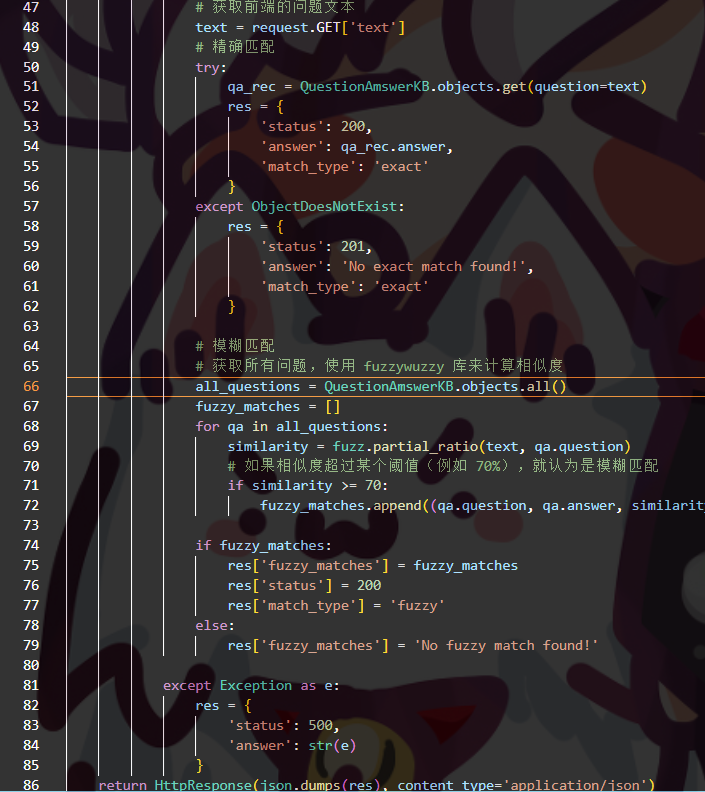 47 # 获取前端的问题文本
48 text = request.GET['text']
49 # 精确匹配
50 try:
51 qa_rec = QuestionAmswerKB.objects.get(question=text)
52 res = {
53 'status': 200,
54 'answer': qa_rec.answer,
55 'match_type': 'exact'
56 }
57 except ObjectDoesNotExist:
58 res = {
59 'status': 201,
60 'answer': 'No exact match found!',
61 'match_type': 'exact'
62 }
63
64 # 模糊匹配
65 # 获取所有问题，使用 fuzzywuzzy 库来计算相似度
66 all_questions = QuestionAmswerKB.objects.all()
67 fuzzy_matches = []
68 for qa in all_questions:
69 similarity = fuzz.partial_ratio(text, qa.question)
70 # 如果相似度超过某个阈值（例如 70%），就认为是模糊匹配
71 if similarity >= 70:
72 fuzzy_matches.append((qa.question, qa.answer, similarity
73
74 if fuzzy_matches:
75 res['fuzzy_matches'] = fuzzy_matches
76 res['status'] = 200
77 res['match_type'] = 'fuzzy'
78 else:
79 res['fuzzy_matches'] = 'No fuzzy match found!'
80
81 except Exception as e:
82 res = {
83 'status': 500,
84 'answer': str(e)
85 }
86 return HttpResponse(json.dumps(res), content_type='application/json')